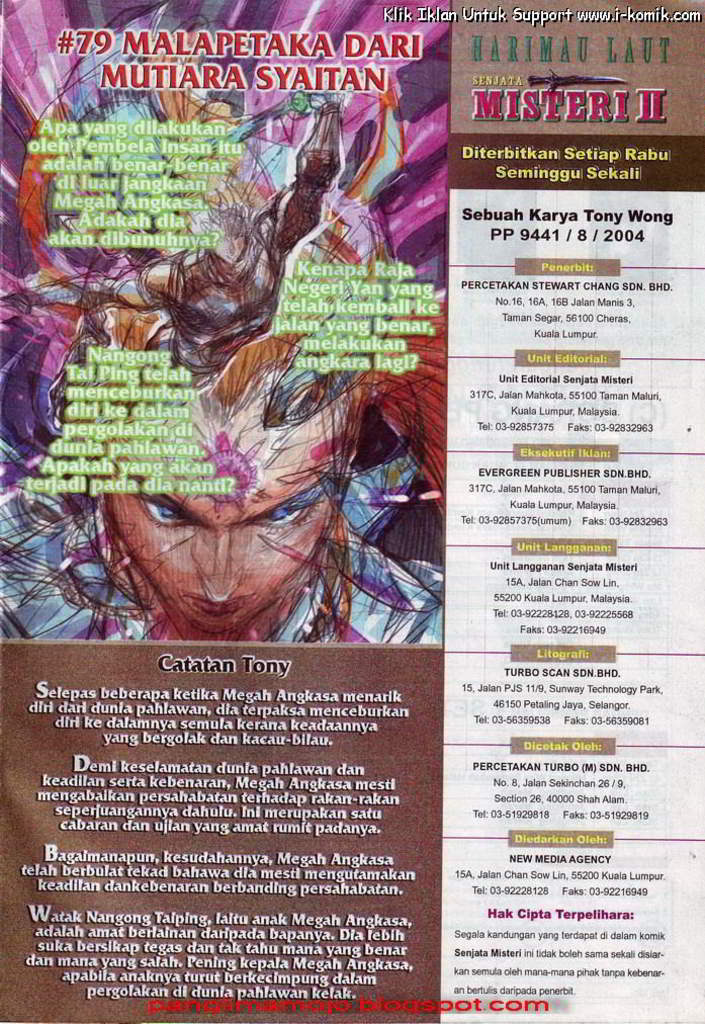 Klik Iklan Untuk Support www.i-komik.com
#79 MALAPETAKA DARI
MUTIARA SYAITAN
Apa yang dilakukan
oleh Pembela Insan itu
adalah benar-benar
di luar jangkaan
Megah Angkasa.
Adakah dia
akan dibunuhnya?
Kenapa Raja
Negeri Yan yang
telah kembali ke
jalan yang benar,
melakukan
angkara lagi?
Nangong
Tai Ping telah
menceburkan
diri ke dalam
pergolakan di
dunia pahlawan.
Apakah yang akan
terjadi pada dia nanti?
Catatan Tony
Selepas beberapa ketika Megah Angkasa menarik
diri dari dunia pahlawan, dia terpaksa menceburkan
diri ke dalamnya semula kerana keadaannya
yang bergolak dan kacau-bilau.
Demi keselamatan dunia pahlawan dan
keadilan serta kebenaran, Megah Angkasa mesti
mengabaikan persahabatan terhadap rakan-rakan
seperjuangannya dahulu. Ini merupakan satu
cabaran dan ujian yang amat rumit padanya.
Bagaimanapun, kesudahannya, Megah Angkasa
telah berbulat tekad bahawa dia mesti mengutamakan
keadilan dankebenaran berbanding persahabatan.
Watak Nangong Taiping, iaitu anak Megah Angkasa,
adalah amat berlainan daripada bapanya. Dia lebih
suka bersikap tegas dan tak tahu mana yang benar
dan mana yang salah. Pening kepala Megah Angkasa,
apabila anaknya turut berkecimpung dalam
pergolakan di dunia pahlawan kelak.
HARIMAU LAUT
SENJATA
MISTERI II
Diterbitkan Setiap Rabu
Seminggu Sekali
Sebuah Karya Tony Wong
PP 9441 / 8 / 2004
Penerbit:
PERCETAKAN STEWART CHANG SDN. BHD.
No.16, 16A, 16B Jalan Manis 3,
Taman Segar, 56100 Cheras,
Kuala Lumpur.
Unit Editorial:
Unit Editorial Senjata Misteri
317C, Jalan Mahkota, 55100 Taman Maluri,
Kuala Lumpur, Malaysia.
Tel: 03-92857375 Faks: 03-92832963
Eksekutif Iklan:
EVERGREEN PUBLISHER SDN.BHD.
317C, Jalan Mahkota, 55100 Taman Maluri,
Kuala Lumpur, Malaysia.
Tel: 03-92857375(umum) Faks: 03-92832963
Unit Langganan:
Unit Langganan Senjata Misteri
15A, Jalan Chan Sow Lin,
55200 Kuala Lumpur, Malaysia.
Tel: 03-92228128, 03-92225568
Faks: 03-92216949
Litografi:
TURBO SCAN SDN.BHD.
15, Jalan PJS 11/9, Sunway Technology Park,
46150 Petaling Jaya, Selangor.
Tel: 03-56359538 Faks: 03-56359081
Dicetak Oleh:
PERCETAKAN TURBO (M) SDN. BHD.
No. 8, Jalan Sekinchan 26 / 9,
Section 26, 40000 Shah Alam.
Tel: 03-51929818 Faks: 03-51929819
Diedarkan Oleh:
NEW MEDIA AGENCY
15A, Jalan Chan Sow Lin, 55200 Kuala Lumpur.
Tel: 03-92228128 Faks: 03-92216949
Hak Cipta Terpelihara:
Segala kandungan yang terdapat di dalam komik
Senjata Misteri ini tidak boleh sama sekali disiar-
kan semula oleh mana-mana pihak tanpa kebenar-
an bertulis daripada penerbit.
panglimamojo.blogspot.com